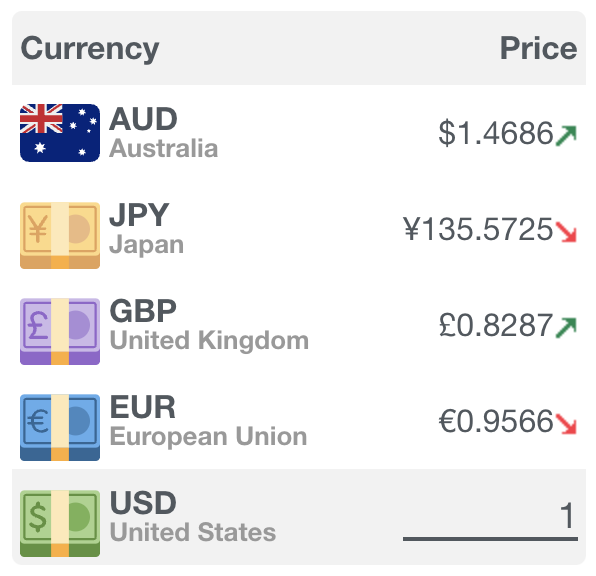 Currency Price
AUD
Australia
$1.4686
JPY
Japan
¥135.5725
GBP
United Kingdom
£0.8287
EUR
European Union
€0.9566
USD
United States
1